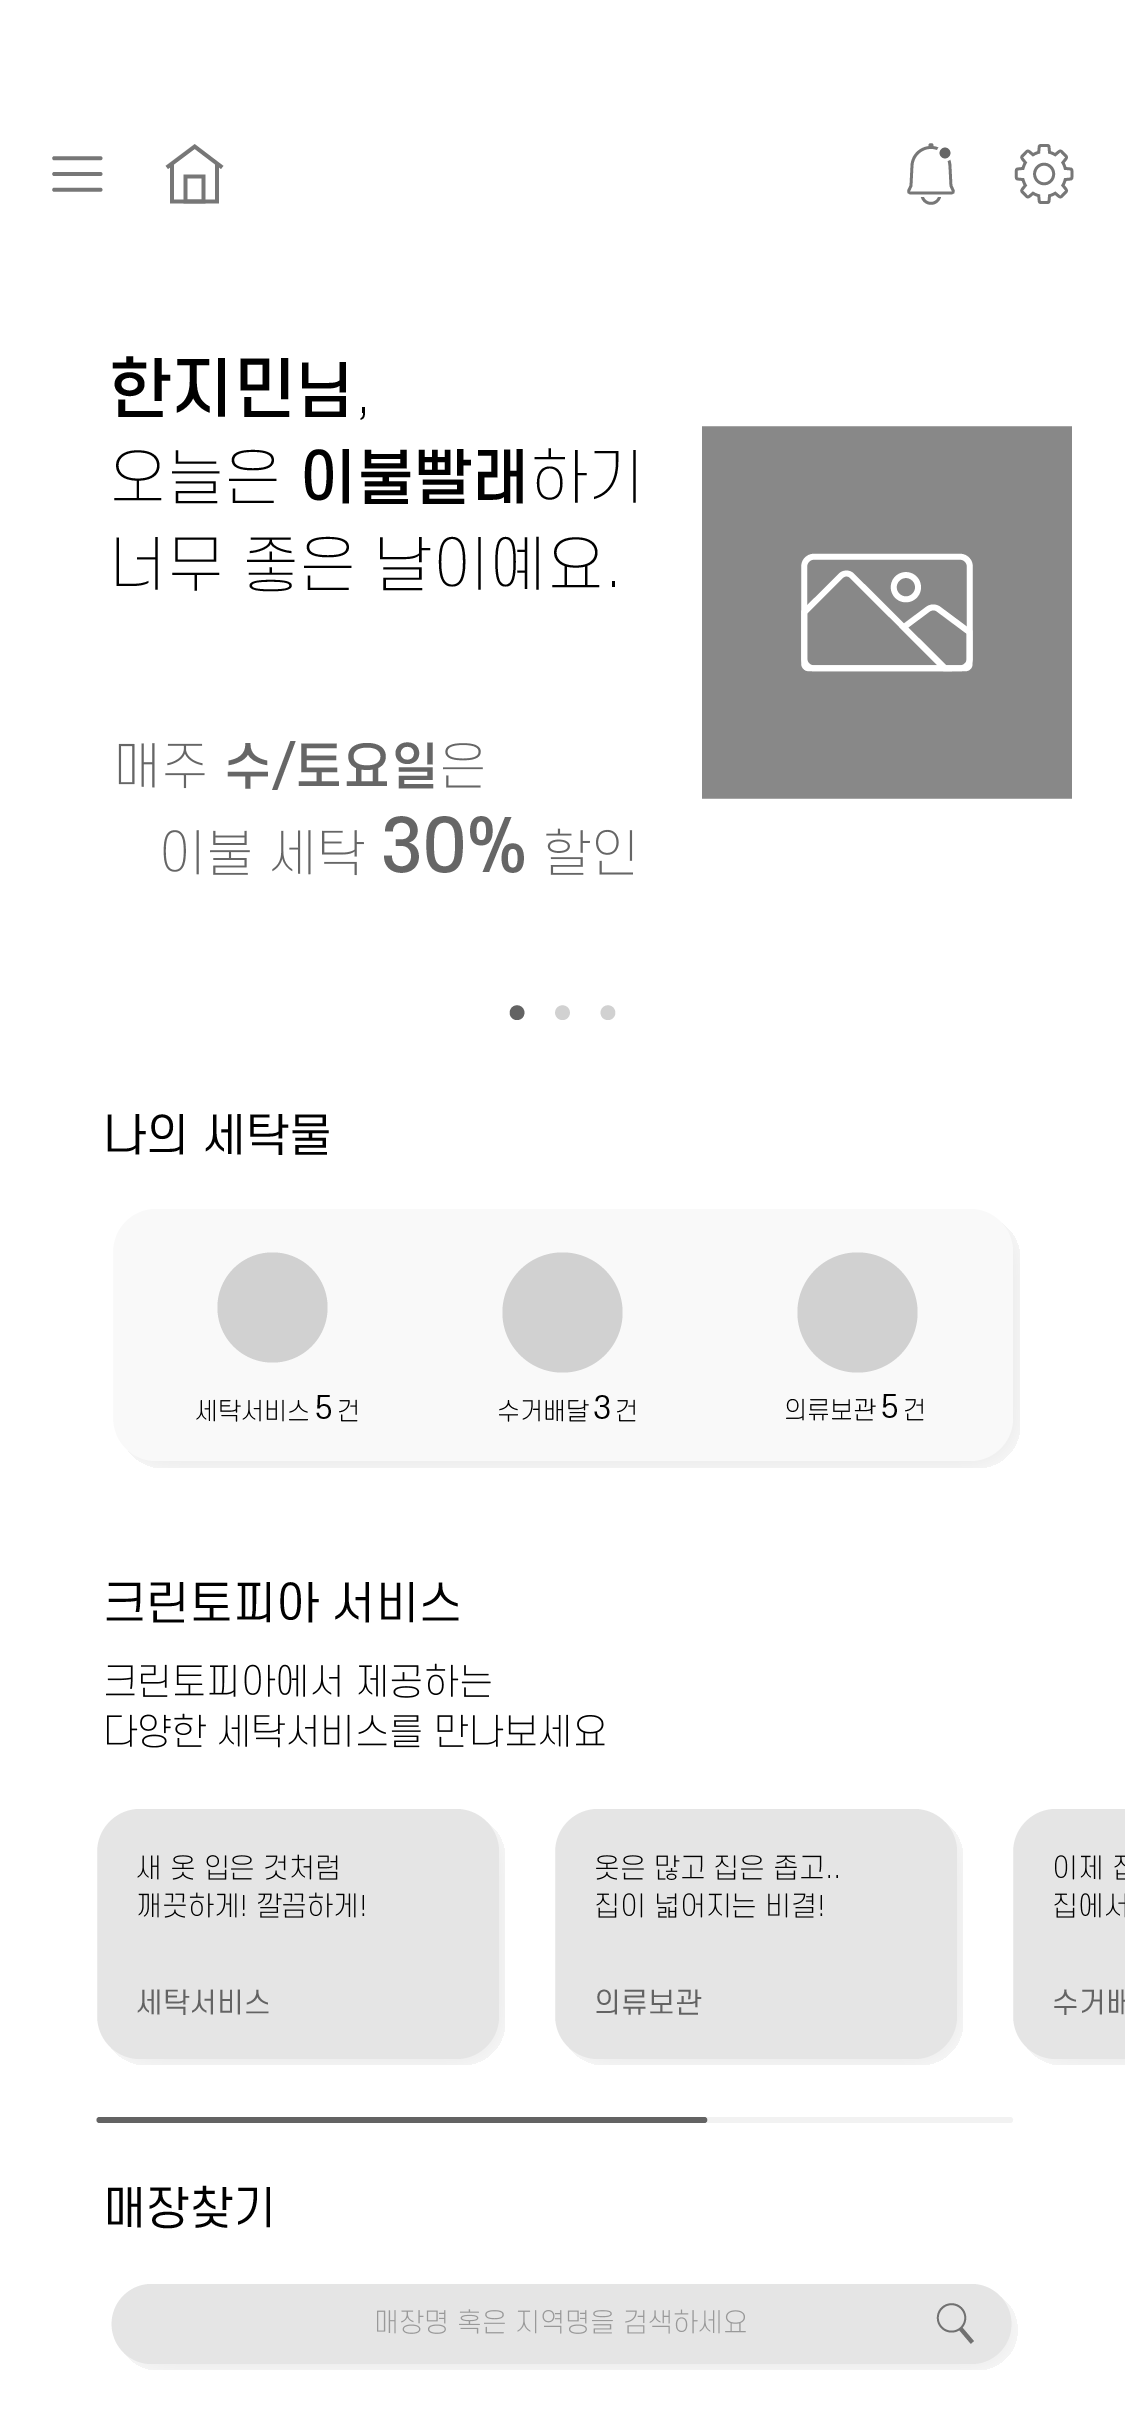 한지민님,
오늘은 이불빨래하기
너무 좋은 날이예요.
매주 수/토요일은
이불 세탁 30% 할인
나의 세탁물
세탁서비스 5 건
수거배달 3 건
의류보관 5 건
크린토피아 서비스
크린토피아에서 제공하는
다양한 세탁서비스를 만나보세요
새 옷 입은 것처럼
깨끗하게! 깔끔하게!
세탁서비스
옷은 많고 집은 좁고..
집이 넓어지는 비결!
의류보관
이제
집에서
매장찾기
매장명 혹은 지역명을 검색하세요